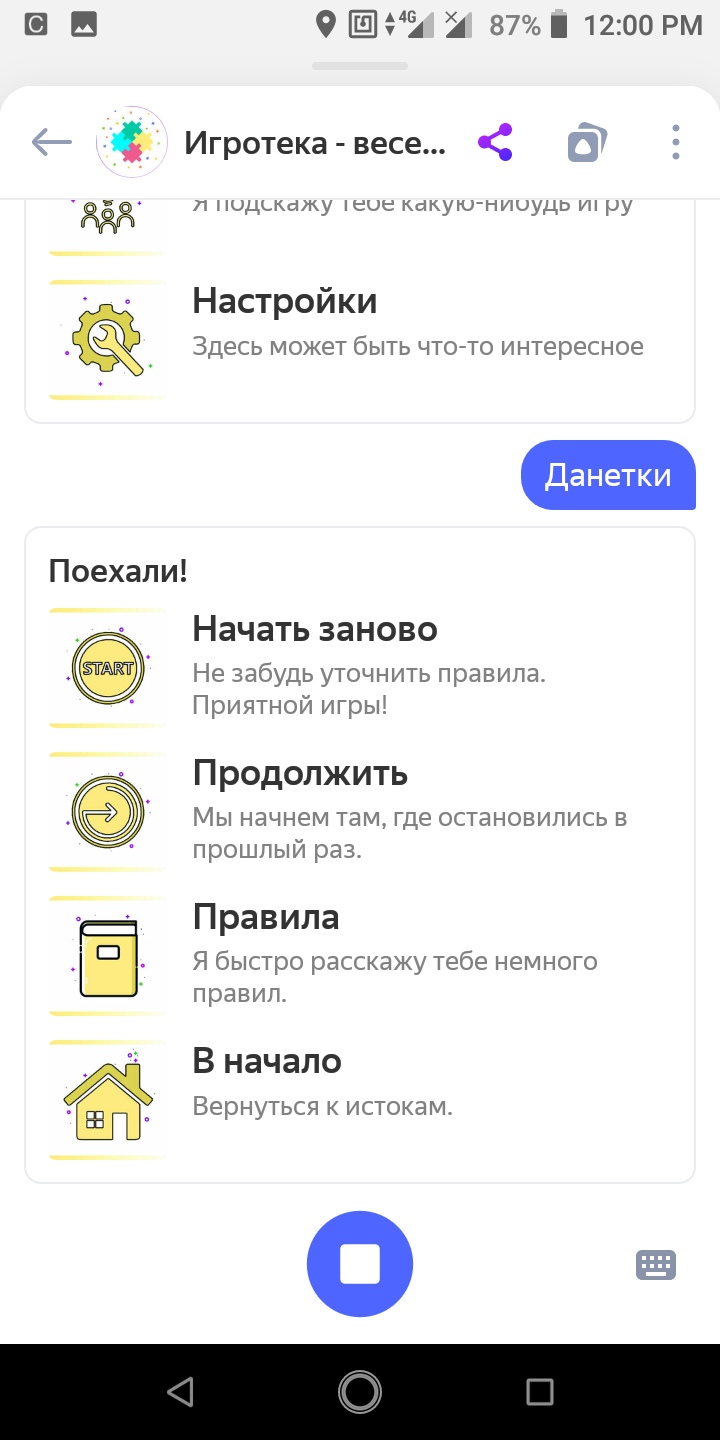 4G
87%
12:00 PM
Игротека - весе...
Я подскажу тебе какую-нибудь игру
Настройки
Здесь может быть что-то интересное
Данетки
Поехали!
START
Начать заново
Не забудь уточнить правила.
Приятной игры!
Продолжить
Мы начнем там, где остановились в
прошлый раз.
Правила
Я быстро расскажу тебе немного
правил.
В начало
Вернуться к истокам.